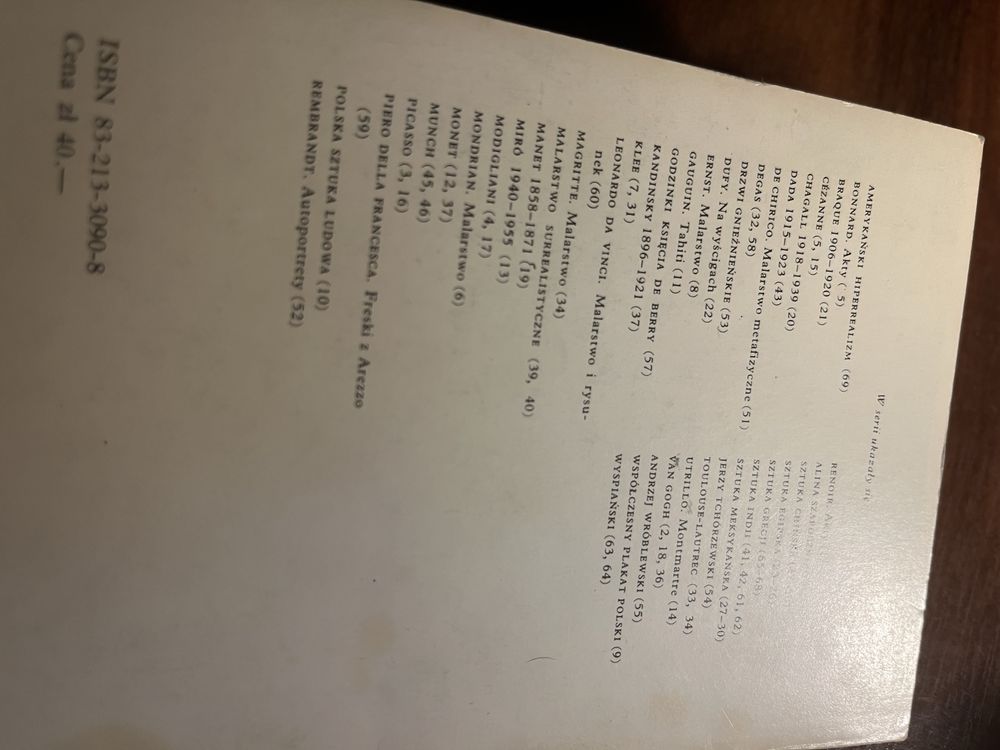 W serii ukazały się
AMERYKAŃSKI HIPERREALIZM (69)
BONNARD. Akty ( 5)
BRAQUE 1906–1920 (21)
CÉZANNE (5, 15)
CHAGALL 1918–1939 (20)
DADA 1915–1923 (43)
DE CHIRICO. Malarstwo metafizyczne (51)
DEGAS (32, 58)
DRZWI GNIEŹNIEŃSKIE (53)
DUFY. Na wyścigach (22)
ERNST. Malarstwo (8)
GAUGUIN. Tahiti (11)
GODZINKI KSIĘCIA DE BERRY (57)
KANDINSKY 1896–1921 (37)
KLEE (7, 31)
LEONARDO DA VINCI. Malarstwo i rysu-
nek (60)
MAGRITTE. Malarstwo (34)
MALARSTWO SURREALISTYCZNE (39, 40)
MANET 1858–1871 (19)
MIRÓ 1940–1955 (13)
MODIGLIANI (4, 17)
MONDRIAN. Malarstwo (6)
MONET (12, 37)
MUNCH (45, 46)
PICASSO (3, 16)
PIERO DELLA FRANCESCA. Freski z Arezzo
(59)
POLSKA SZTUKA LUDOWA (10)
REMBRANDT. Autoportrety (52)
RENOIR.
ALINA
SZTUKA
SZTUKA EGIPSKA
SZTUKA GRECJI (65–68)
SZTUKA INDII (41, 42, 61, 62)
SZTUKA MEKSYKAŃSKA (27–30)
JERZY TCHÓRZEWSKI (54)
TOULOUSE-LAUTREC (33, 34)
UTRILLO. Montmartre (14)
VAN GOGH (2, 18, 36)
ANDRZEJ WRÓBLEWSKI (55)
WSPÓŁCZESNY PLAKAT POLSKI (9)
WYSPIAŃSKI (63, 64)
ISBN 83-213-3090-8
Cena zł 40.—